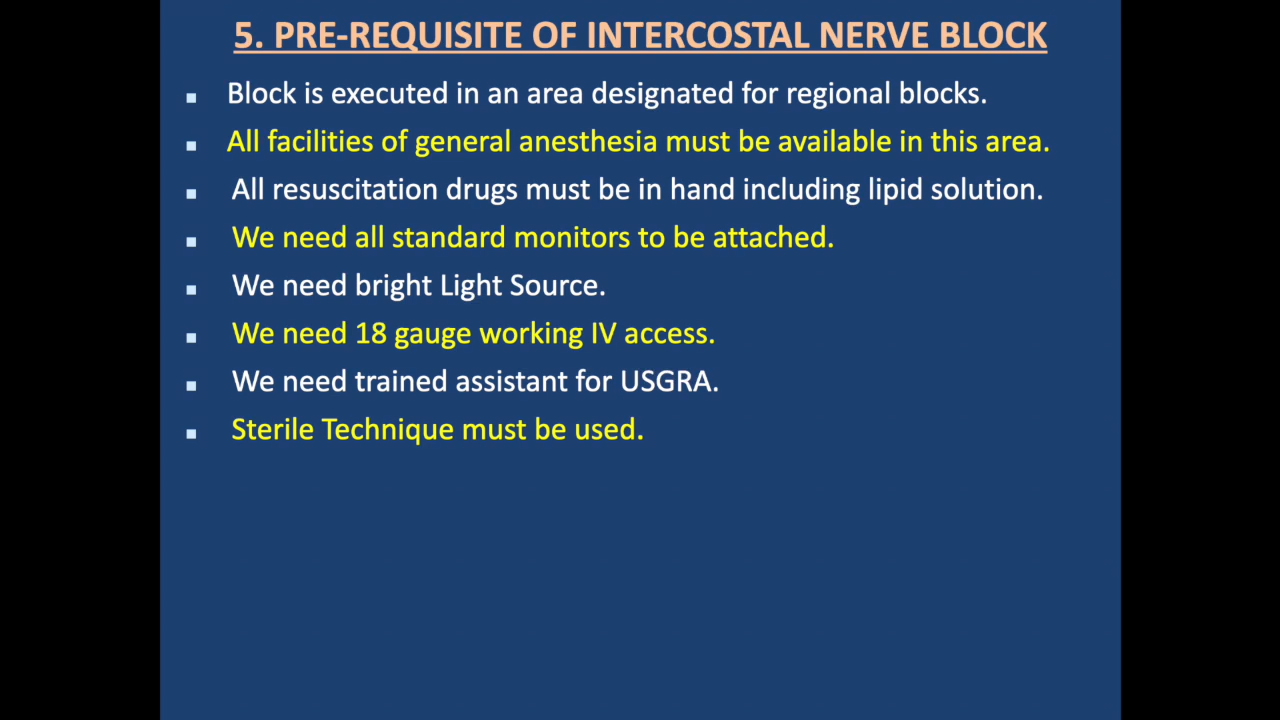 5. PRE-REQUISITE OF INTERCOSTAL NERVE BLOCK
▪ Block is executed in an area designated for regional blocks.
▪ All facilities of general anesthesia must be available in this area.
▪ All resuscitation drugs must be in hand including lipid solution.
▪ We need all standard monitors to be attached.
▪ We need bright Light Source.
▪ We need 18 gauge working IV access.
▪ We need trained assistant for USGRA.
▪ Sterile Technique must be used.